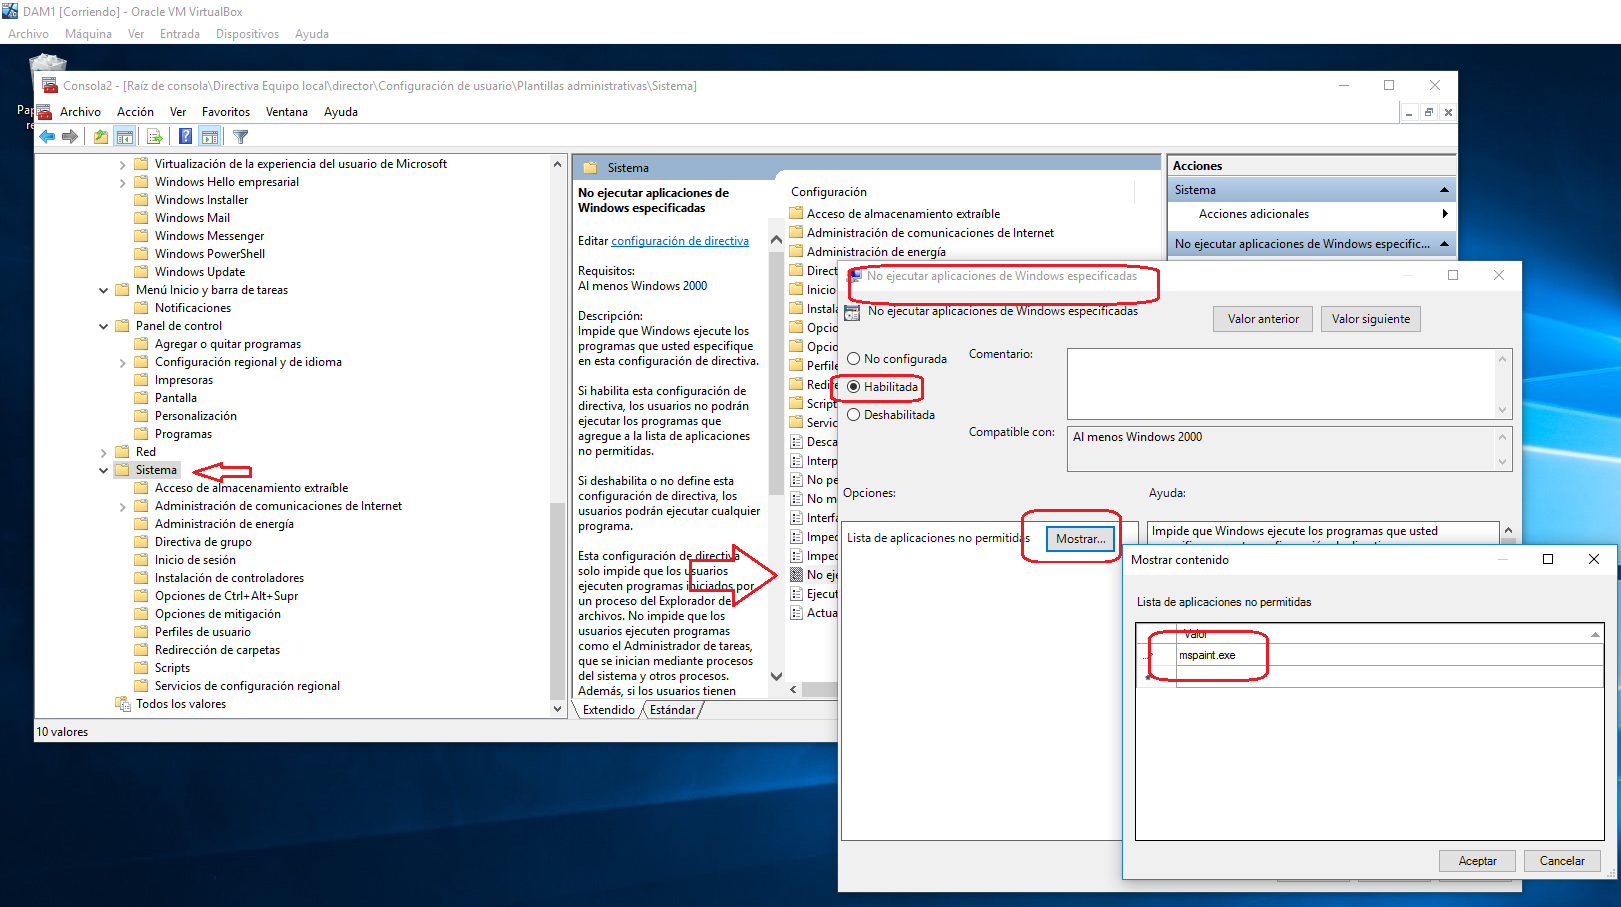 DAM1 [Corriendo] - Oracle VM VirtualBox
Archivo Máquina Ver Entrada Dispositivos Ayuda
Consola2 - [Raíz de consola\Directiva Equipo local\director\Configuración de usuario\Plantillas administrativas\Sistema]
Archivo Acción Ver Favoritos Ventana Ayuda
Virtualización de la experiencia del usuario de Microsoft
Windows Hello empresarial
Windows Installer
Windows Mail
Windows Messenger
Windows PowerShell
Windows Update
Menú Inicio y barra de tareas
Notificaciones
Panel de control
Agregar o quitar programas
Configuración regional y de idioma
Impresoras
Pantalla
Personalización
Programas
Red
Sistema
Acceso de almacenamiento extraíble
Administración de comunicaciones de Internet
Administración de energía
Directiva de grupo
Inicio de sesión
Instalación de controladores
Opciones de Ctrl+Alt+Supr
Opciones de mitigación
Perfiles de usuario
Redirección de carpetas
Scripts
Servicios de configuración regional
Todos los valores
10 valores
Sistema
No ejecutar aplicaciones de
Windows especificadas
Editar configuración de directiva
Requisitos:
Al menos Windows 2000
Descripción:
Impide que Windows ejecute los
programas que usted especifique
en esta configuración de directiva.
Si habilita esta configuración de
directiva, los usuarios no podrán
ejecutar los programas que
agregue a la lista de aplicaciones
no permitidas.
Si deshabilita o no define esta
configuración de directiva, los
usuarios podrán ejecutar cualquier
programa.
Esta configuración de directiva
solo impide que los usuarios
ejecuten programas iniciados por
un proceso del Explorador de
archivos. No impide que los
usuarios ejecuten programas
como el Administrador de tareas,
que se inician mediante procesos
del sistema y otros procesos.
Además, si los usuarios tienen
Extendido Estándar
Configuración
Acceso de almacenamiento extraíble
Administración de comunicaciones de Internet
Administración de energía
Direct
Inicio
Instala
Opcio
Opcio
Perfile
Redire
Script
Servic
Desca
Interp
No pe
No m
Interfa
Imped
Imped
No eje
Ejecut
Actua
Acciones
Sistema
Acciones adicionales
No ejecutar aplicaciones de Windows especific...
No ejecutar aplicaciones de Windows especificadas
No ejecutar aplicaciones de Windows especificadas
Valor anterior Valor siguiente
No configurada
Habilitada
Deshabilitada
Comentario:
Compatible con:
Al menos Windows 2000
Opciones:
Ayuda:
Lista de aplicaciones no permitidas Mostrar...
Impide que Windows ejecute los programas que usted
Mostrar contenido
Lista de aplicaciones no permitidas
Valor
mspaint.exe
Aceptar Cancelar